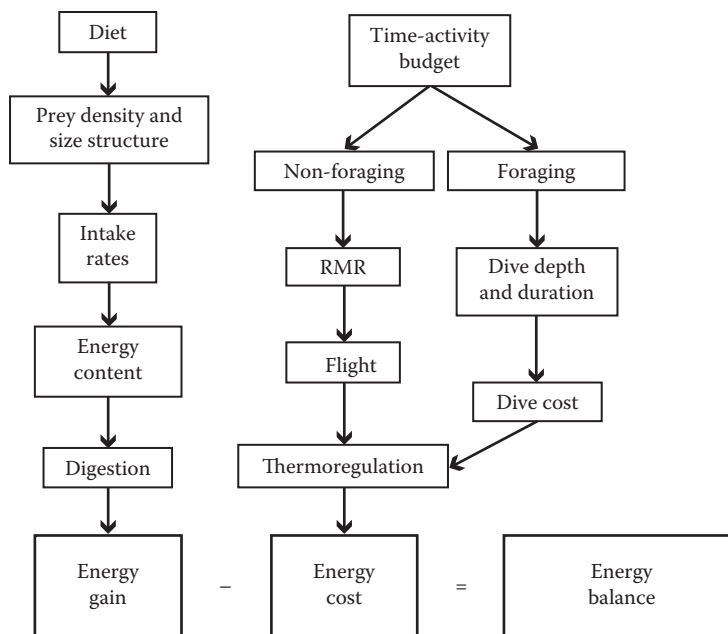 Diet
Time-activity
budget
Prey density and
size structure
Non-foraging
Foraging
Intake
rates
RMR
Dive depth
and duration
Energy
content
Flight
Dive cost
Digestion
Thermoregulation
Energy
gain
–
Energy
cost
=
Energy
balance